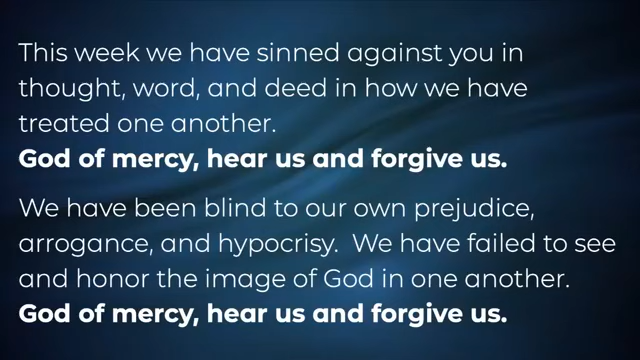 This week we have sinned against you in
thought, word, and deed in how we have
treated one another.
God of mercy, hear us and forgive us.
We have been blind to our own prejudice,
arrogance, and hypocrisy.  We have failed to see
and honor the image of God in one another.
God of mercy, hear us and forgive us.